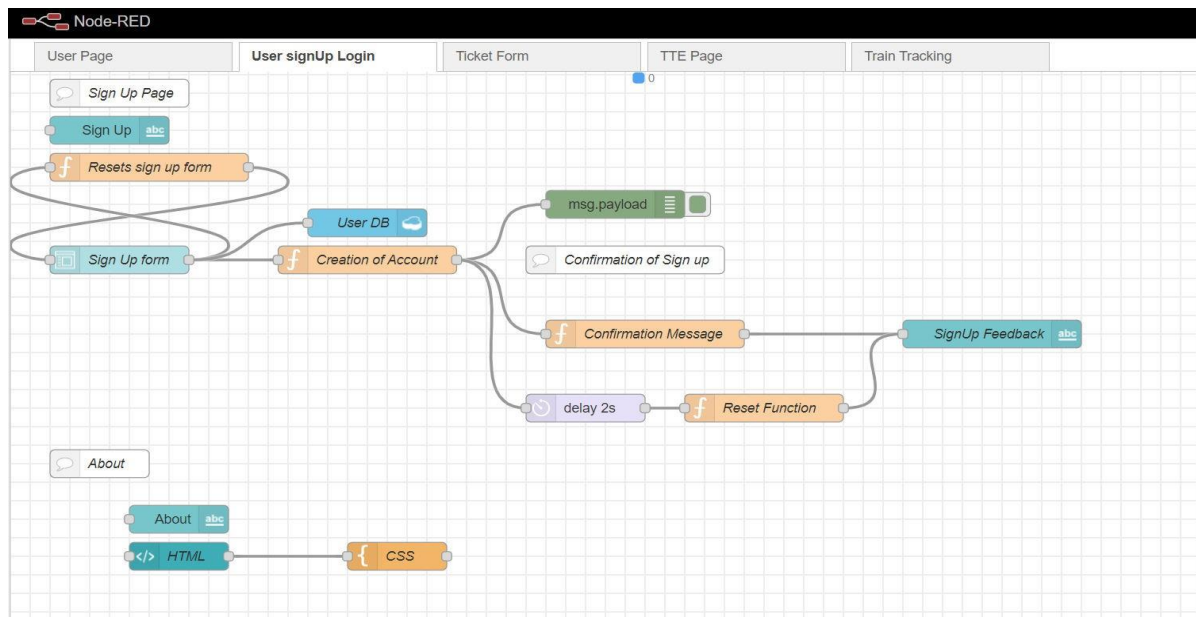 Node-RED
User Page
User signUp Login
Ticket Form
TTE Page
Train Tracking
0
Sign Up Page
Sign Up abc
Resets sign up form
msg.payload
User DB
Sign Up form
Creation of Account
Confirmation of Sign up
Confirmation Message
SignUp Feedback abc
delay 2s
Reset Function
About
About abc
</> HTML
{ CSS